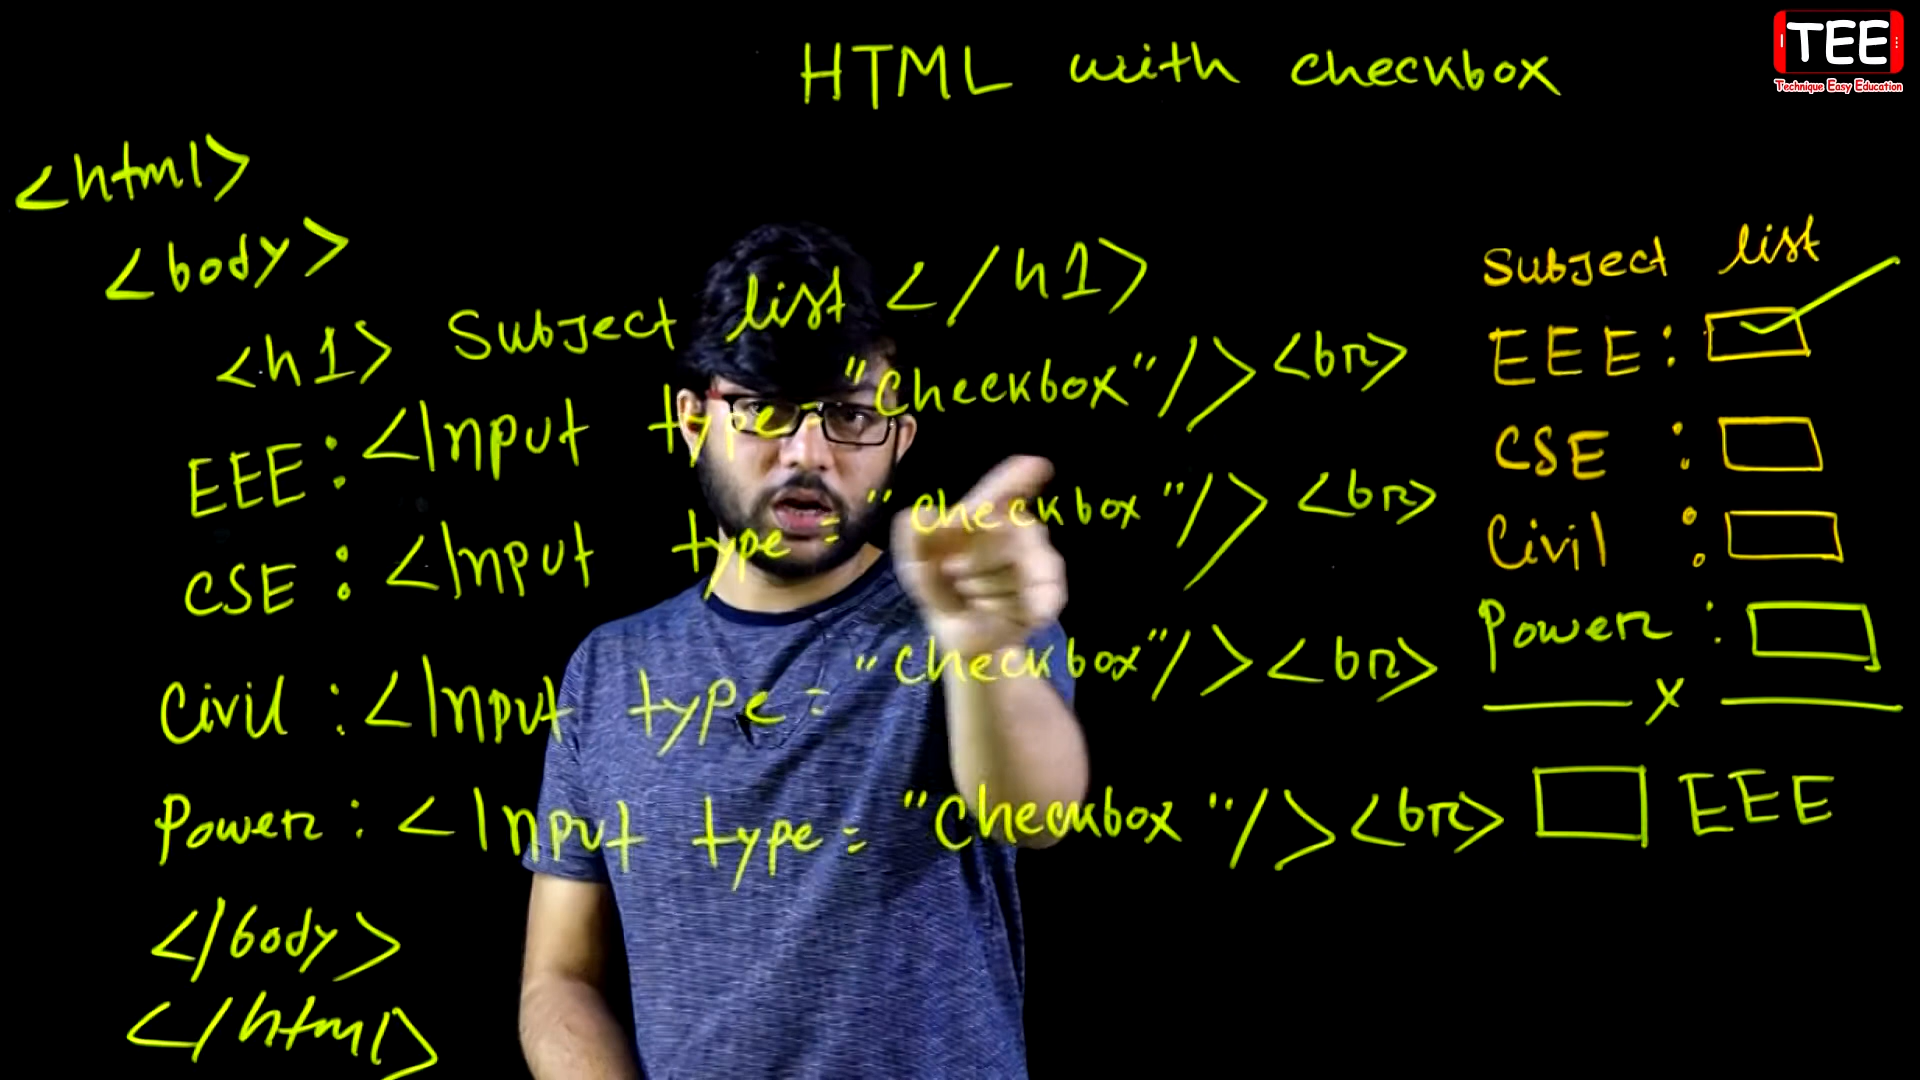 HTML with checkbox
TEE
Technique Easy Education
<html>
<body>
<h1> Subject list </h1>
EEE : <Input type= "Checkbox"/> <br>
CSE : <Input type= "checkbox"/> <br>
Civil : <Input type= "checkbox"/> <br>
Power : <Input type= "Checkbox"/> <br>
</body>
</html>
Subject list
EEE :
CSE :
Civil :
Power :
x
EEE